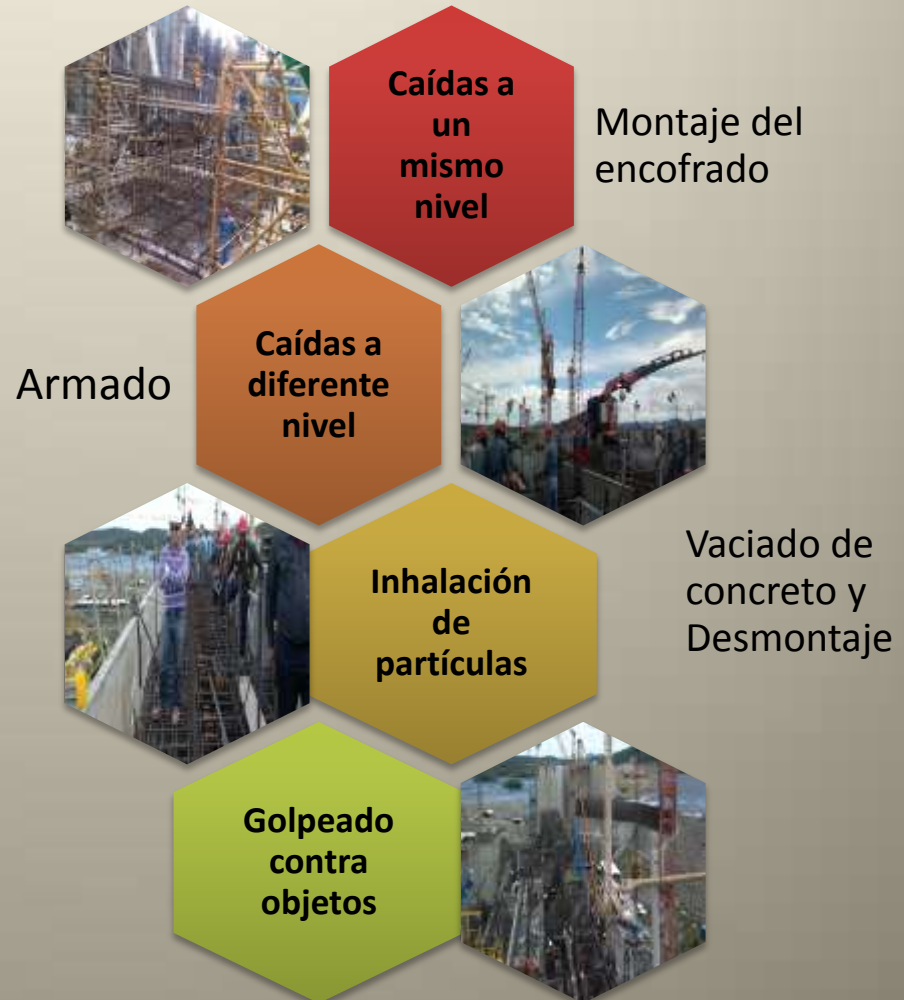 Caídas a
un
mismo
nivel
Montaje del
encofrado
Armado
Caídas a
diferente
nivel
Inhalación
de
partículas
Vaciado de
concreto y
Desmontaje
Golpeado
contra
objetos